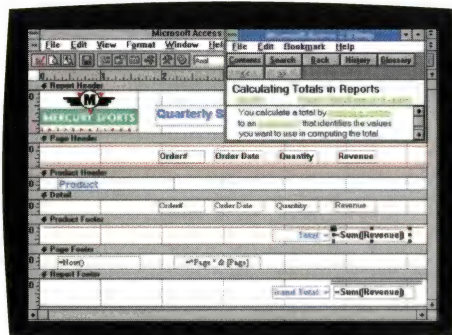 Microsoft Access
File Edit View Format Window Help
File Edit Bookmark Help
Contents Search Back History Glossary
<< >>
Arial
Calculating Totals in Reports
You calculate a total by
to an that identifies the values
you want to use in computing the total
Report Header
M
MERCURY SPORTS
Quarterly S
Page Header
Order# Order Date Quantity Revenue
Product Header
Product
Detail
Order# Order Date Quantity Revenue
Product Footer
Total =Sum([Revenue])
Page Footer
=Now() ="Page " & [Page]
Report Footer
Grand Total =Sum([Revenue])